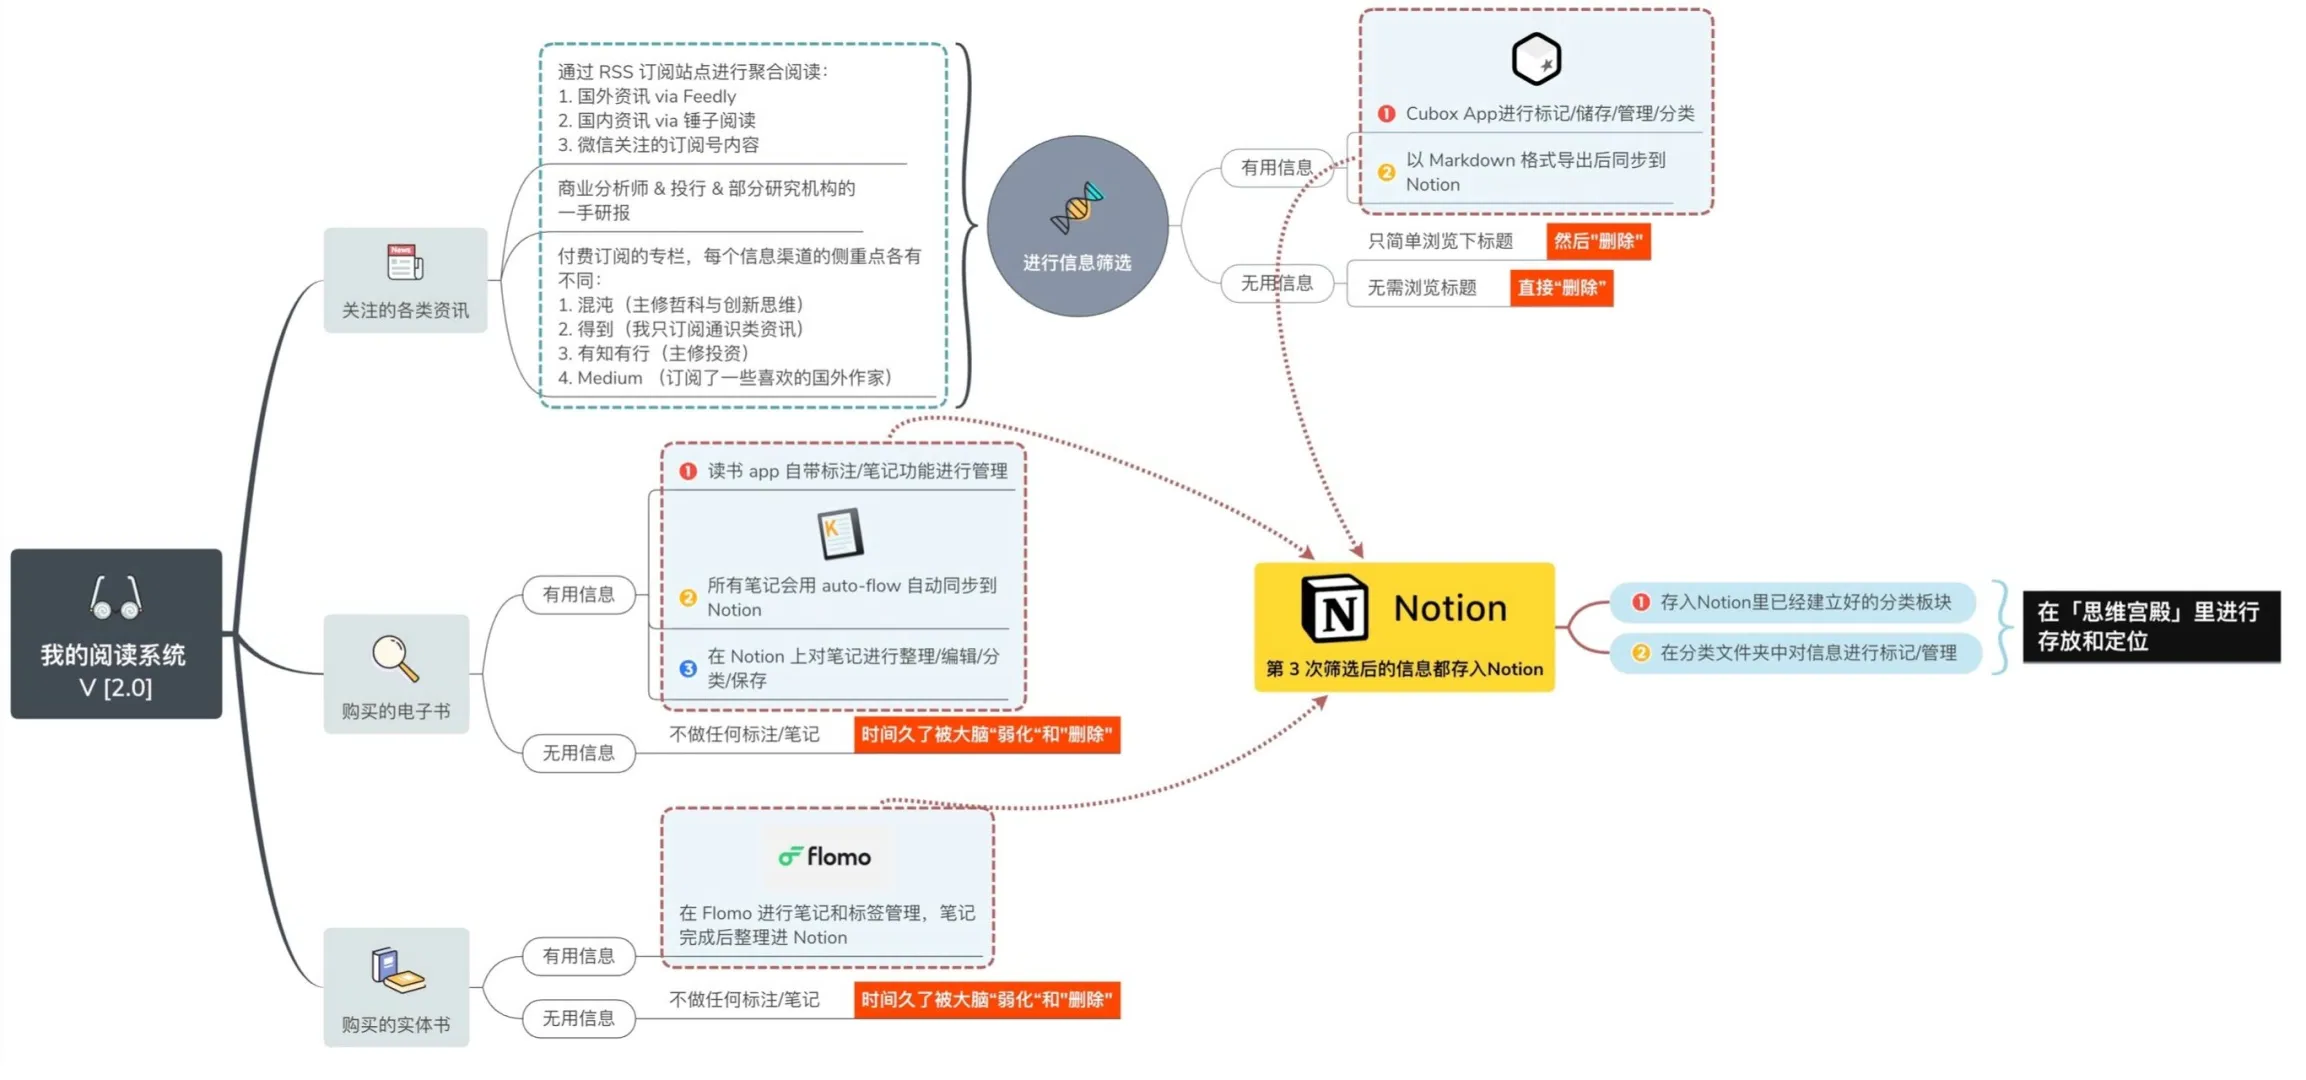 我的阅读系统
V [2.0]
News
关注的各类资讯
通过 RSS 订阅站点进行聚合阅读：
1. 国外资讯 via Feedly
2. 国内资讯 via 锤子阅读
3. 微信关注的订阅号内容
商业分析师 & 投行 & 部分研究机构的
一手研报
付费订阅的专栏，每个信息渠道的侧重点各有
不同：
1. 混沌（主修哲科与创新思维）
2. 得到（我只订阅通识类资讯）
3. 有知有行（主修投资）
4. Medium （订阅了一些喜欢的国外作家）
进行信息筛选
有用信息
1 Cubox App进行标记/储存/管理/分类
2 以 Markdown 格式导出后同步到
Notion
无用信息
只简单浏览下标题 然后"删除"
无需浏览标题 直接“删除”
购买的电子书
有用信息
1 读书 app 自带标注/笔记功能进行管理
K
2 所有笔记会用 auto-flow 自动同步到
Notion
3 在 Notion 上对笔记进行整理/编辑/分
类/保存
无用信息
不做任何标注/笔记 时间久了被大脑“弱化“和"删除"
购买的实体书
有用信息
flomo
在 Flomo 进行笔记和标签管理，笔记
完成后整理进 Notion
无用信息
不做任何标注/笔记 时间久了被大脑“弱化“和"删除"
N Notion
第 3 次筛选后的信息都存入Notion
1 存入Notion里已经建立好的分类板块
2 在分类文件夹中对信息进行标记/管理
在「思维宫殿」里进行
存放和定位